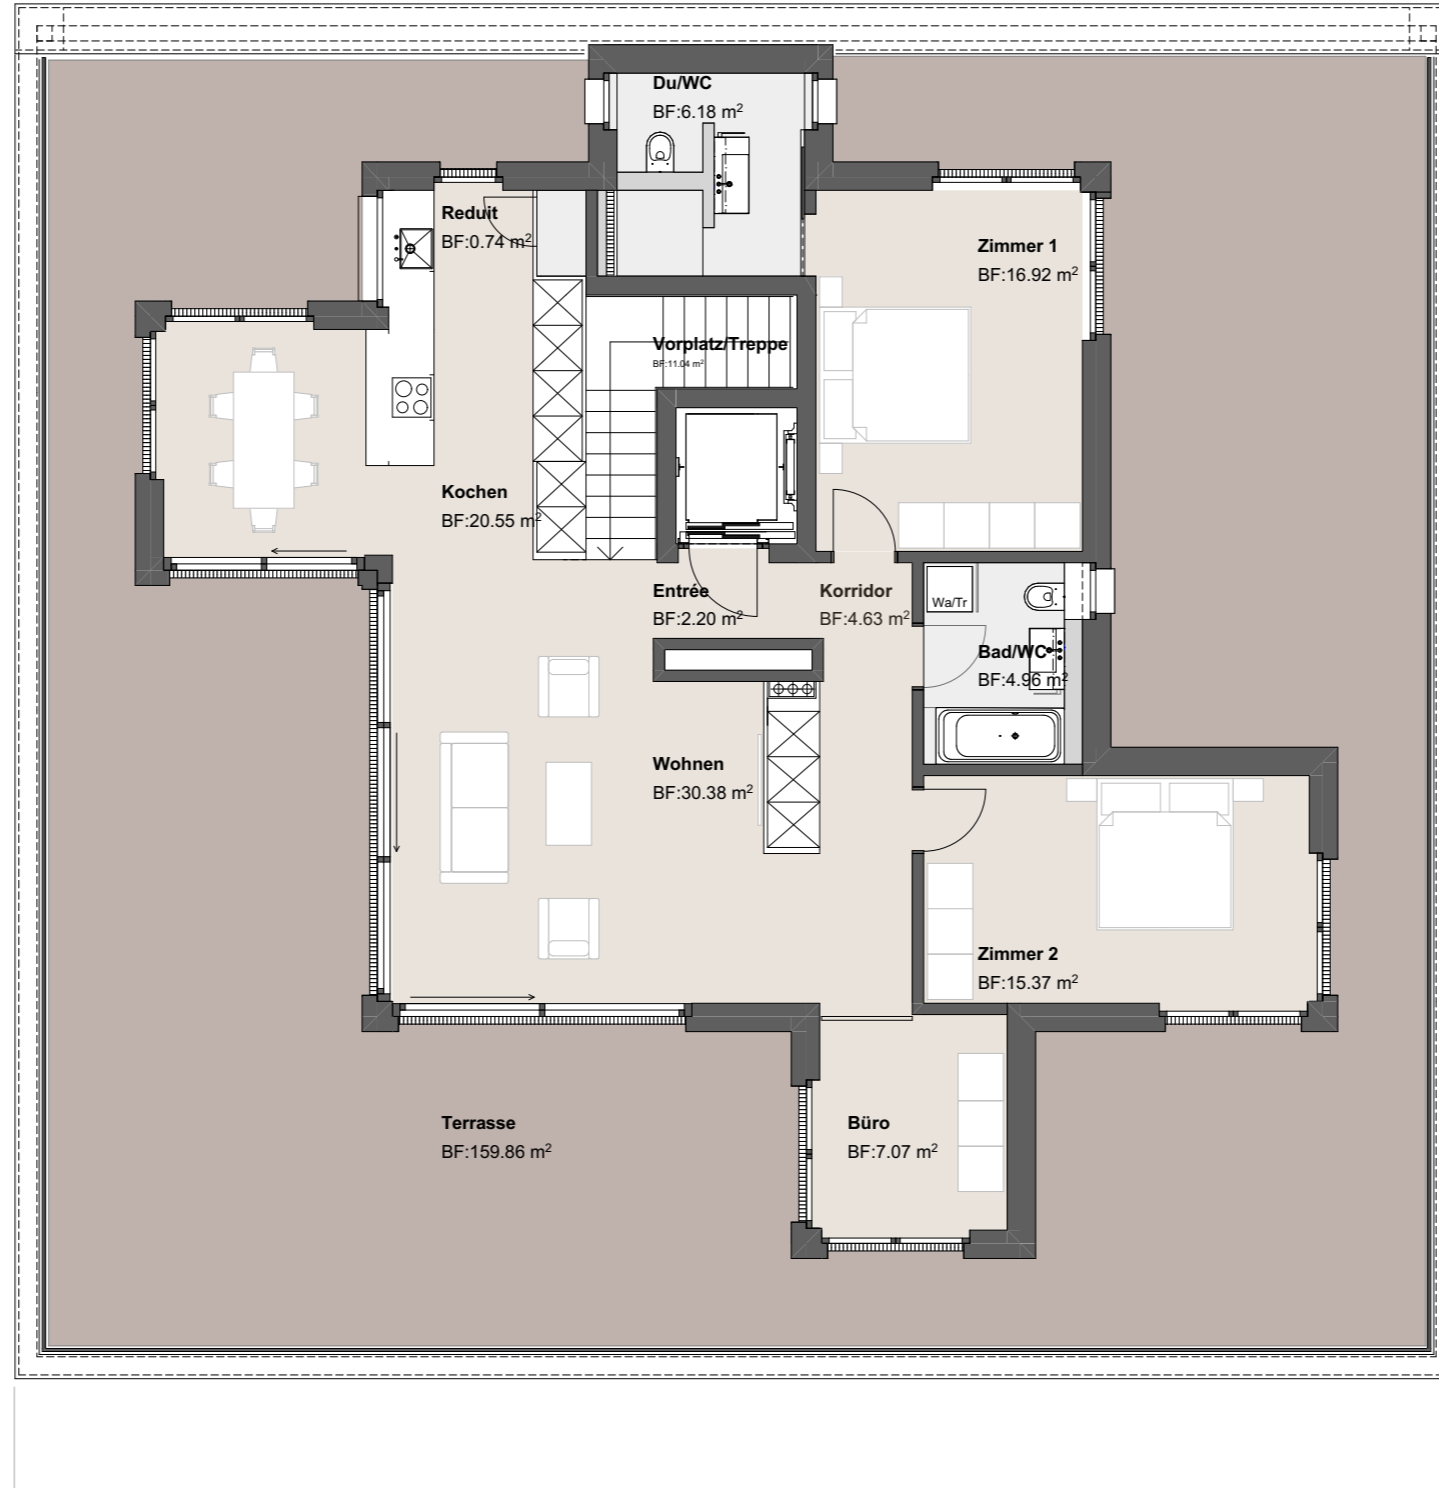 Du/WC
BF:6.18 m²
Reduit
BF:0.74 m²
Zimmer 1
BF:16.92 m²
Vorplatz/Treppe
BF:11.04 m²
Kochen
BF:20.55 m²
Entrée
BF:2.20 m²
Korridor
BF:4.63 m²
Wa/Tr
Bad/WC
BF:4.96 m²
Wohnen
BF:30.38 m²
Zimmer 2
BF:15.37 m²
Terrasse
BF:159.86 m²
Büro
BF:7.07 m²